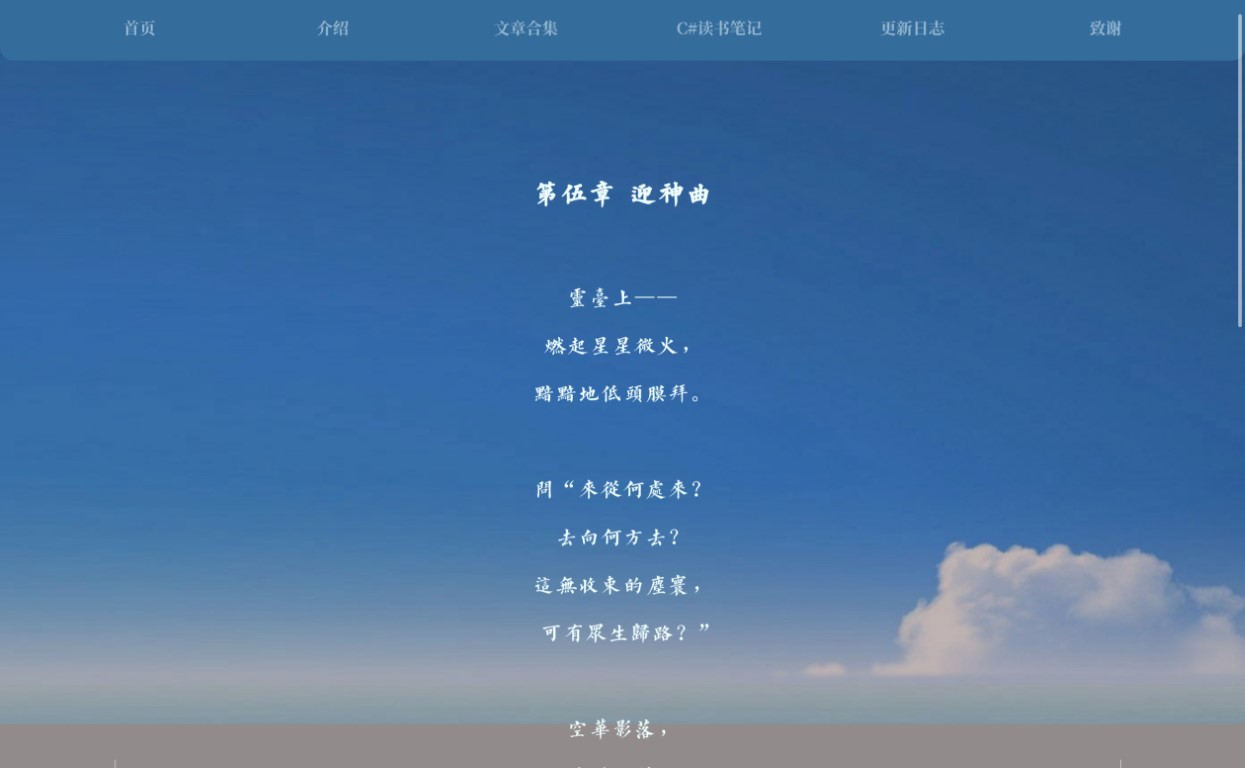 首页 介绍 文章合集 C#读书笔记 更新日志 致谢
第伍章 迎神曲
靈臺上——
燃起星星微火，
黯黯地低頭膜拜。
問“來從何處來？
去向何方去？
這無收束的塵寰，
可有眾生歸路？”
空華影落，